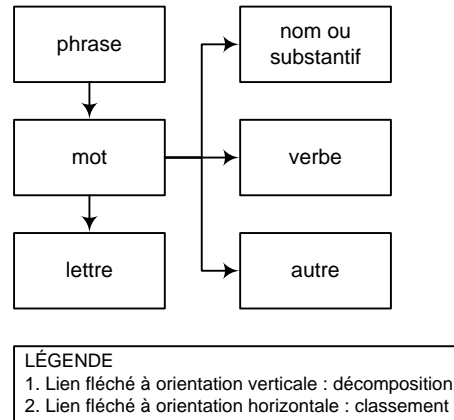 phrase
nom ou
substantif
mot
verbe
lettre
autre
LÉGENDE
1. Lien fléché à orientation verticale : décomposition
2. Lien fléché à orientation horizontale : classement